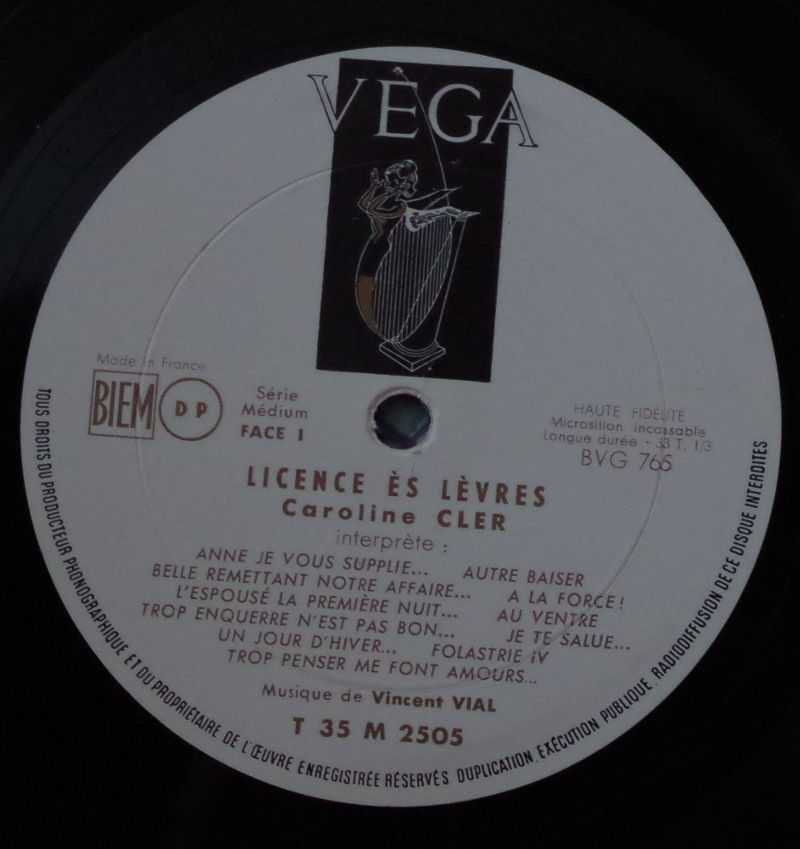 VÈGA
Made in France
BIEM DP
Série
Médium
FACE I
HAUTE FIDÉLITÉ
Microsillon incassable
Longue durée - 33 T. 1/3
BVG 765
LICENCE ÈS LÈVRES
Caroline CLER
interprète :
ANNE JE VOUS SUPPLIE... AUTRE BAISER
BELLE REMETTANT NOTRE AFFAIRE... A LA FORCE !
L'ESPOUSÉ LA PREMIÈRE NUIT... AU VENTRE
TROP ENQUERRE N'EST PAS BON... JE TE SALUE...
UN JOUR D'HIVER... FOLASTRIE IV
TROP PENSER ME FONT AMOURS...
Musique de Vincent VIAL
T 35 M 2505
TOUS DROITS DU PRODUCTEUR PHONOGRAPHIQUE ET DU PROPRIÉTAIRE DE L'ŒUVRE ENREGISTRÉE RÉSERVÉS DUPLICATION, EXÉCUTION PUBLIQUE, RADIODIFFUSION DE CE DISQUE INTERDITES